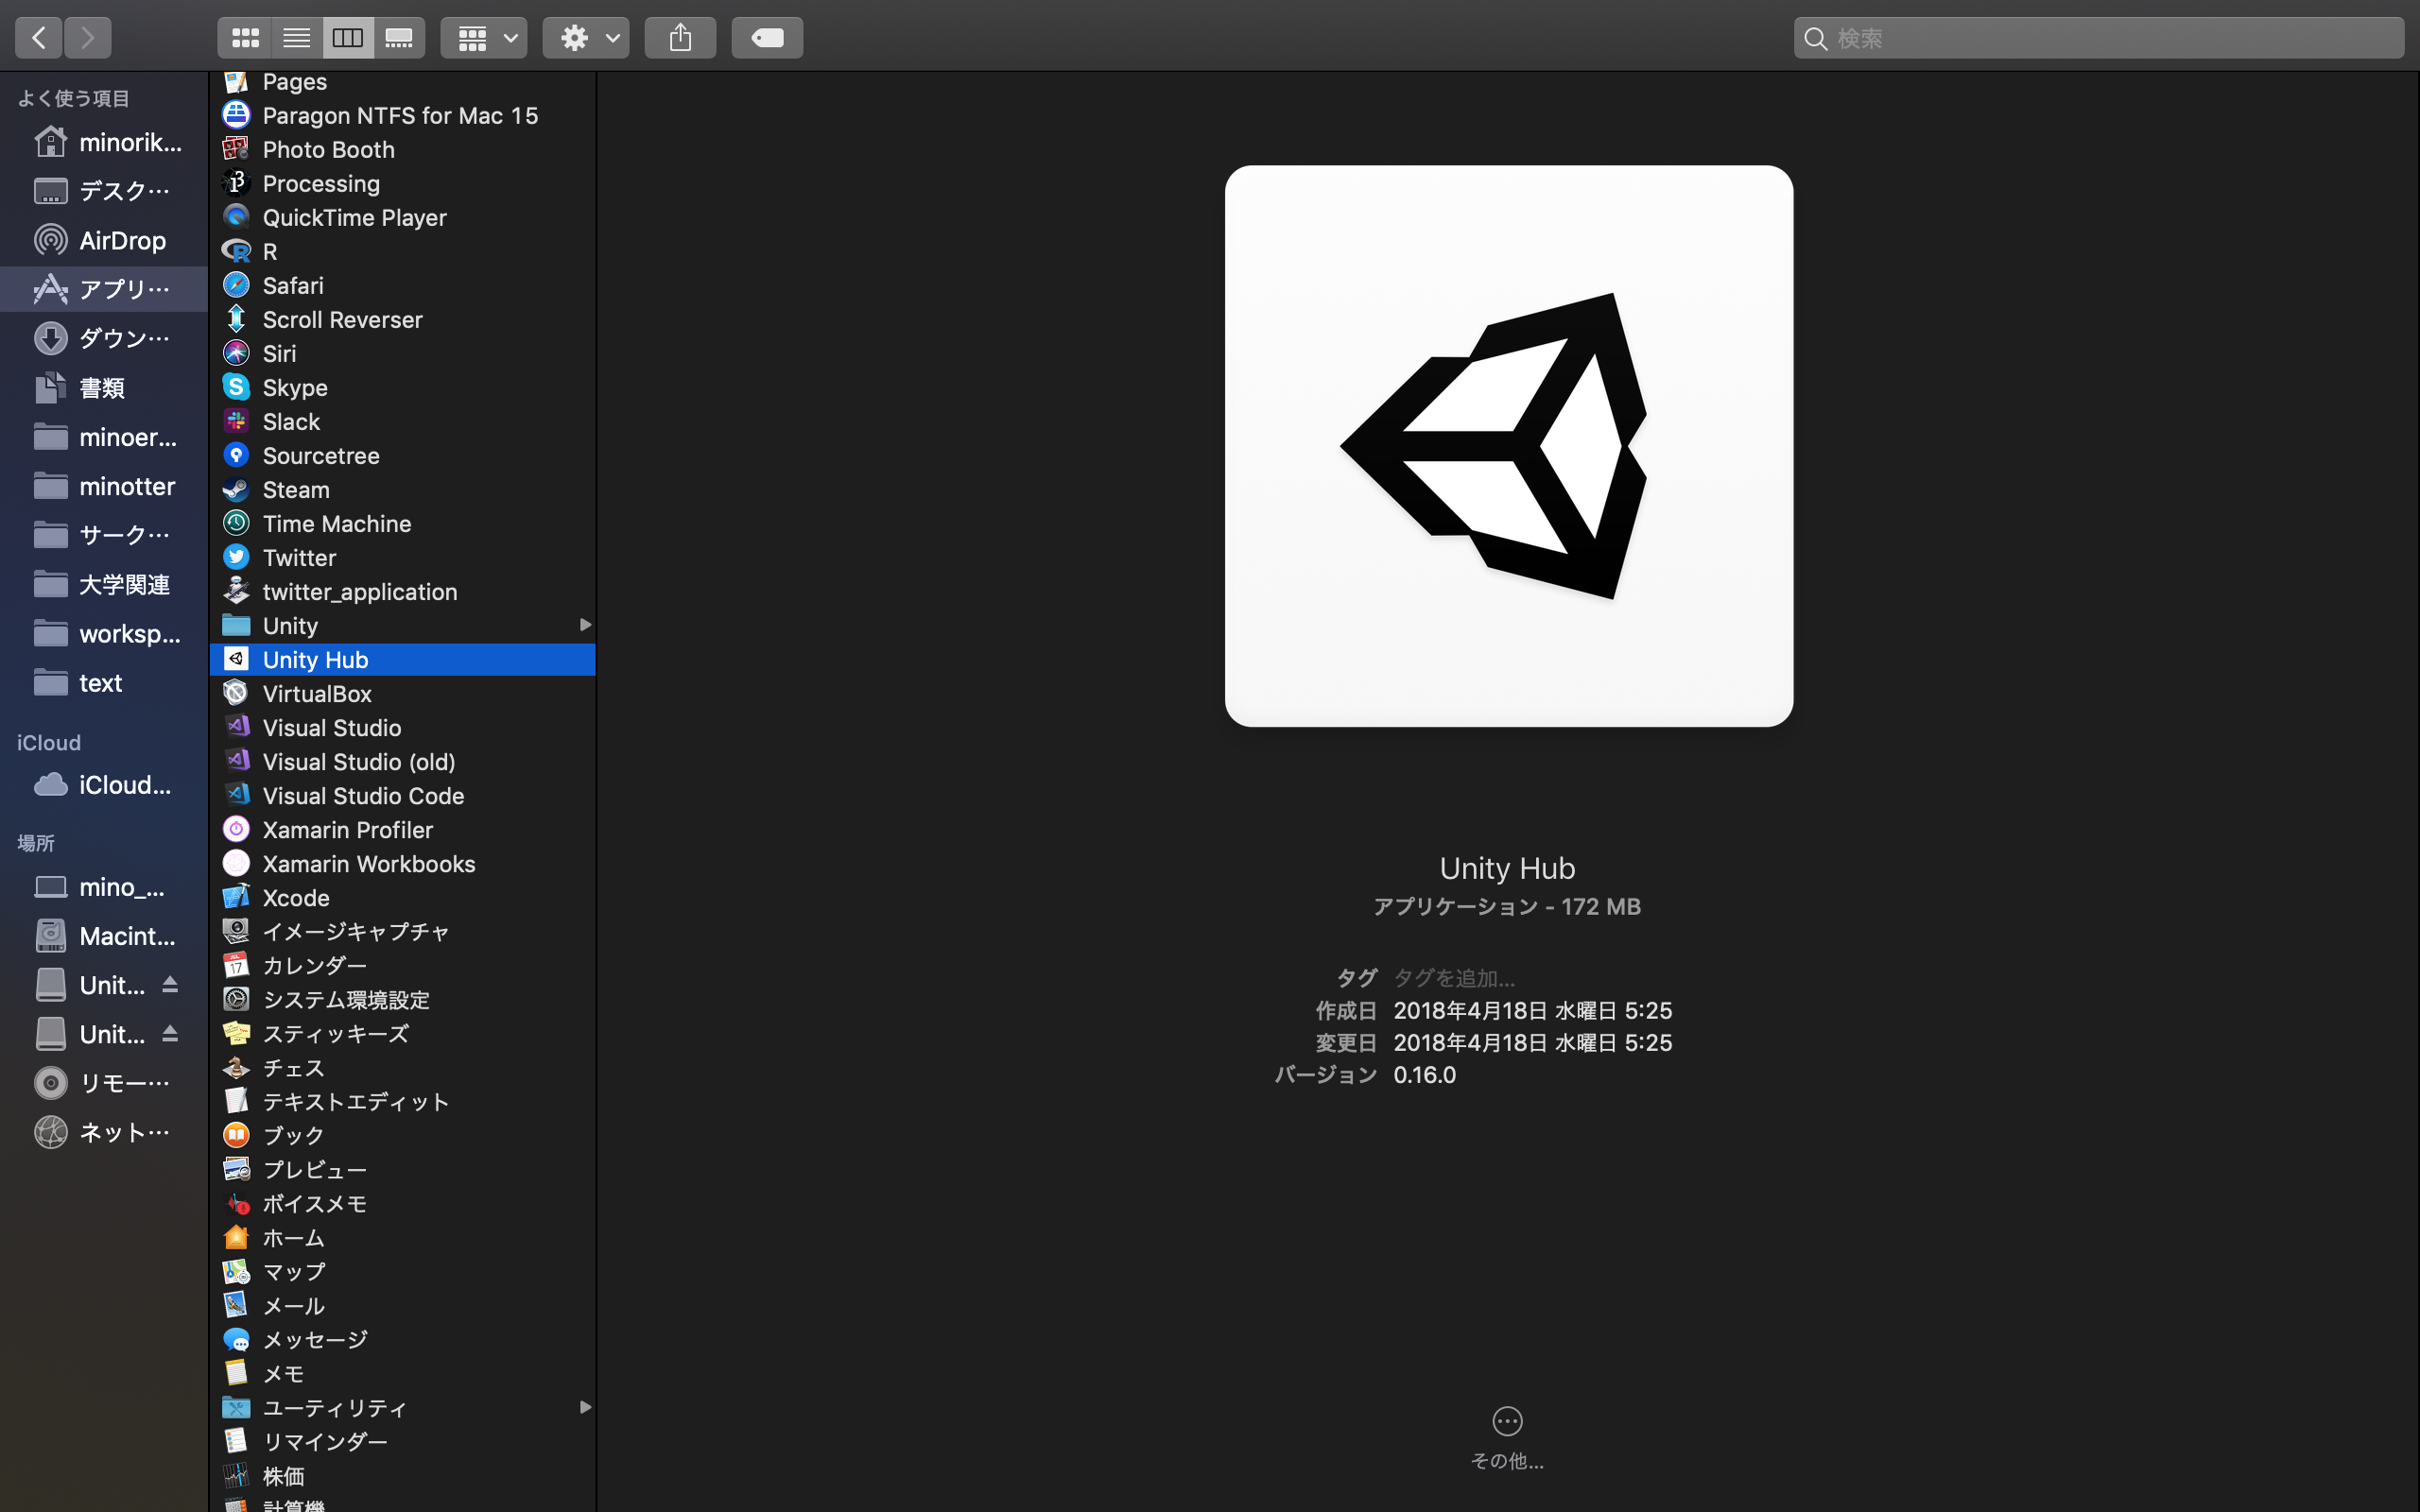 検索
よく使う項目
minorik...
デスク…
AirDrop
アプリ…
ダウン…
書類
minoer...
minotter
サーク…
大学関連
worksp...
text
iCloud
iCloud...
場所
mino_...
Macint...
Unit...
Unit...
リモー…
ネット…
Pages
Paragon NTFS for Mac 15
Photo Booth
Processing
QuickTime Player
R
Safari
Scroll Reverser
Siri
Skype
Slack
Sourcetree
Steam
Time Machine
Twitter
twitter_application
Unity
Unity Hub
VirtualBox
Visual Studio
Visual Studio (old)
Visual Studio Code
Xamarin Profiler
Xamarin Workbooks
Xcode
イメージキャプチャ
カレンダー
システム環境設定
スティッキーズ
チェス
テキストエディット
ブック
プレビュー
ボイスメモ
ホーム
マップ
メール
メッセージ
メモ
ユーティリティ
リマインダー
株価
計算機
Unity Hub
アプリケーション - 172 MB
タグ タグを追加...
作成日 2018年4月18日 水曜日 5:25
変更日 2018年4月18日 水曜日 5:25
バージョン 0.16.0
その他...